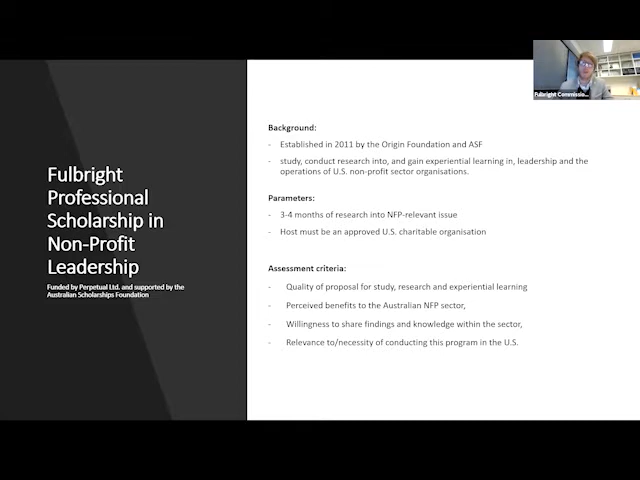 Fulbright Commissio...
Fulbright
Professional
Scholarship in
Non-Profit
Leadership
Funded by Perpetual Ltd. and supported by the
Australian Scholarships Foundation
Background:
- Established in 2011 by the Origin Foundation and ASF
- study, conduct research into, and gain experiential learning in, leadership and the
operations of U.S. non-profit sector organisations.
Parameters:
- 3-4 months of research into NFP-relevant issue
- Host must be an approved U.S. charitable organisation
Assessment criteria:
- Quality of proposal for study, research and experiential learning
- Perceived benefits to the Australian NFP sector,
- Willingness to share findings and knowledge within the sector,
- Relevance to/necessity of conducting this program in the U.S.